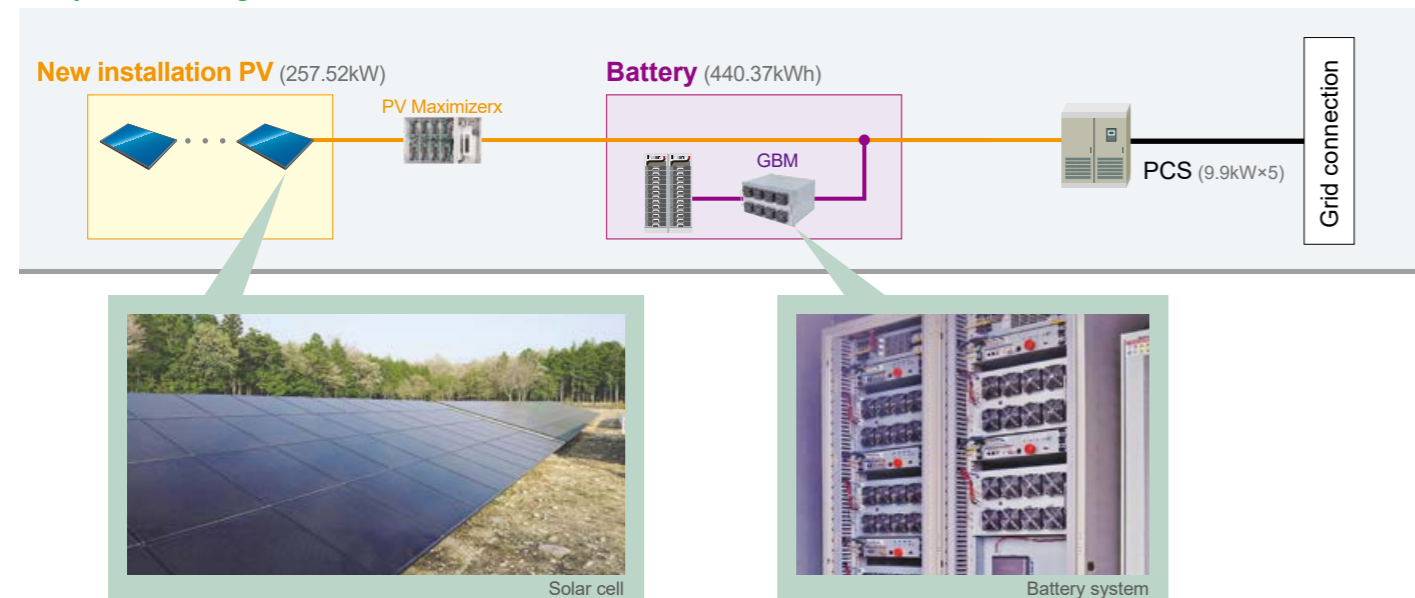 New installation PV (257.52kW)
Battery (440.37kWh)
PV Maximizerx
GBM
PCS (9.9kW×5)
Grid connection
Solar cell
Battery system